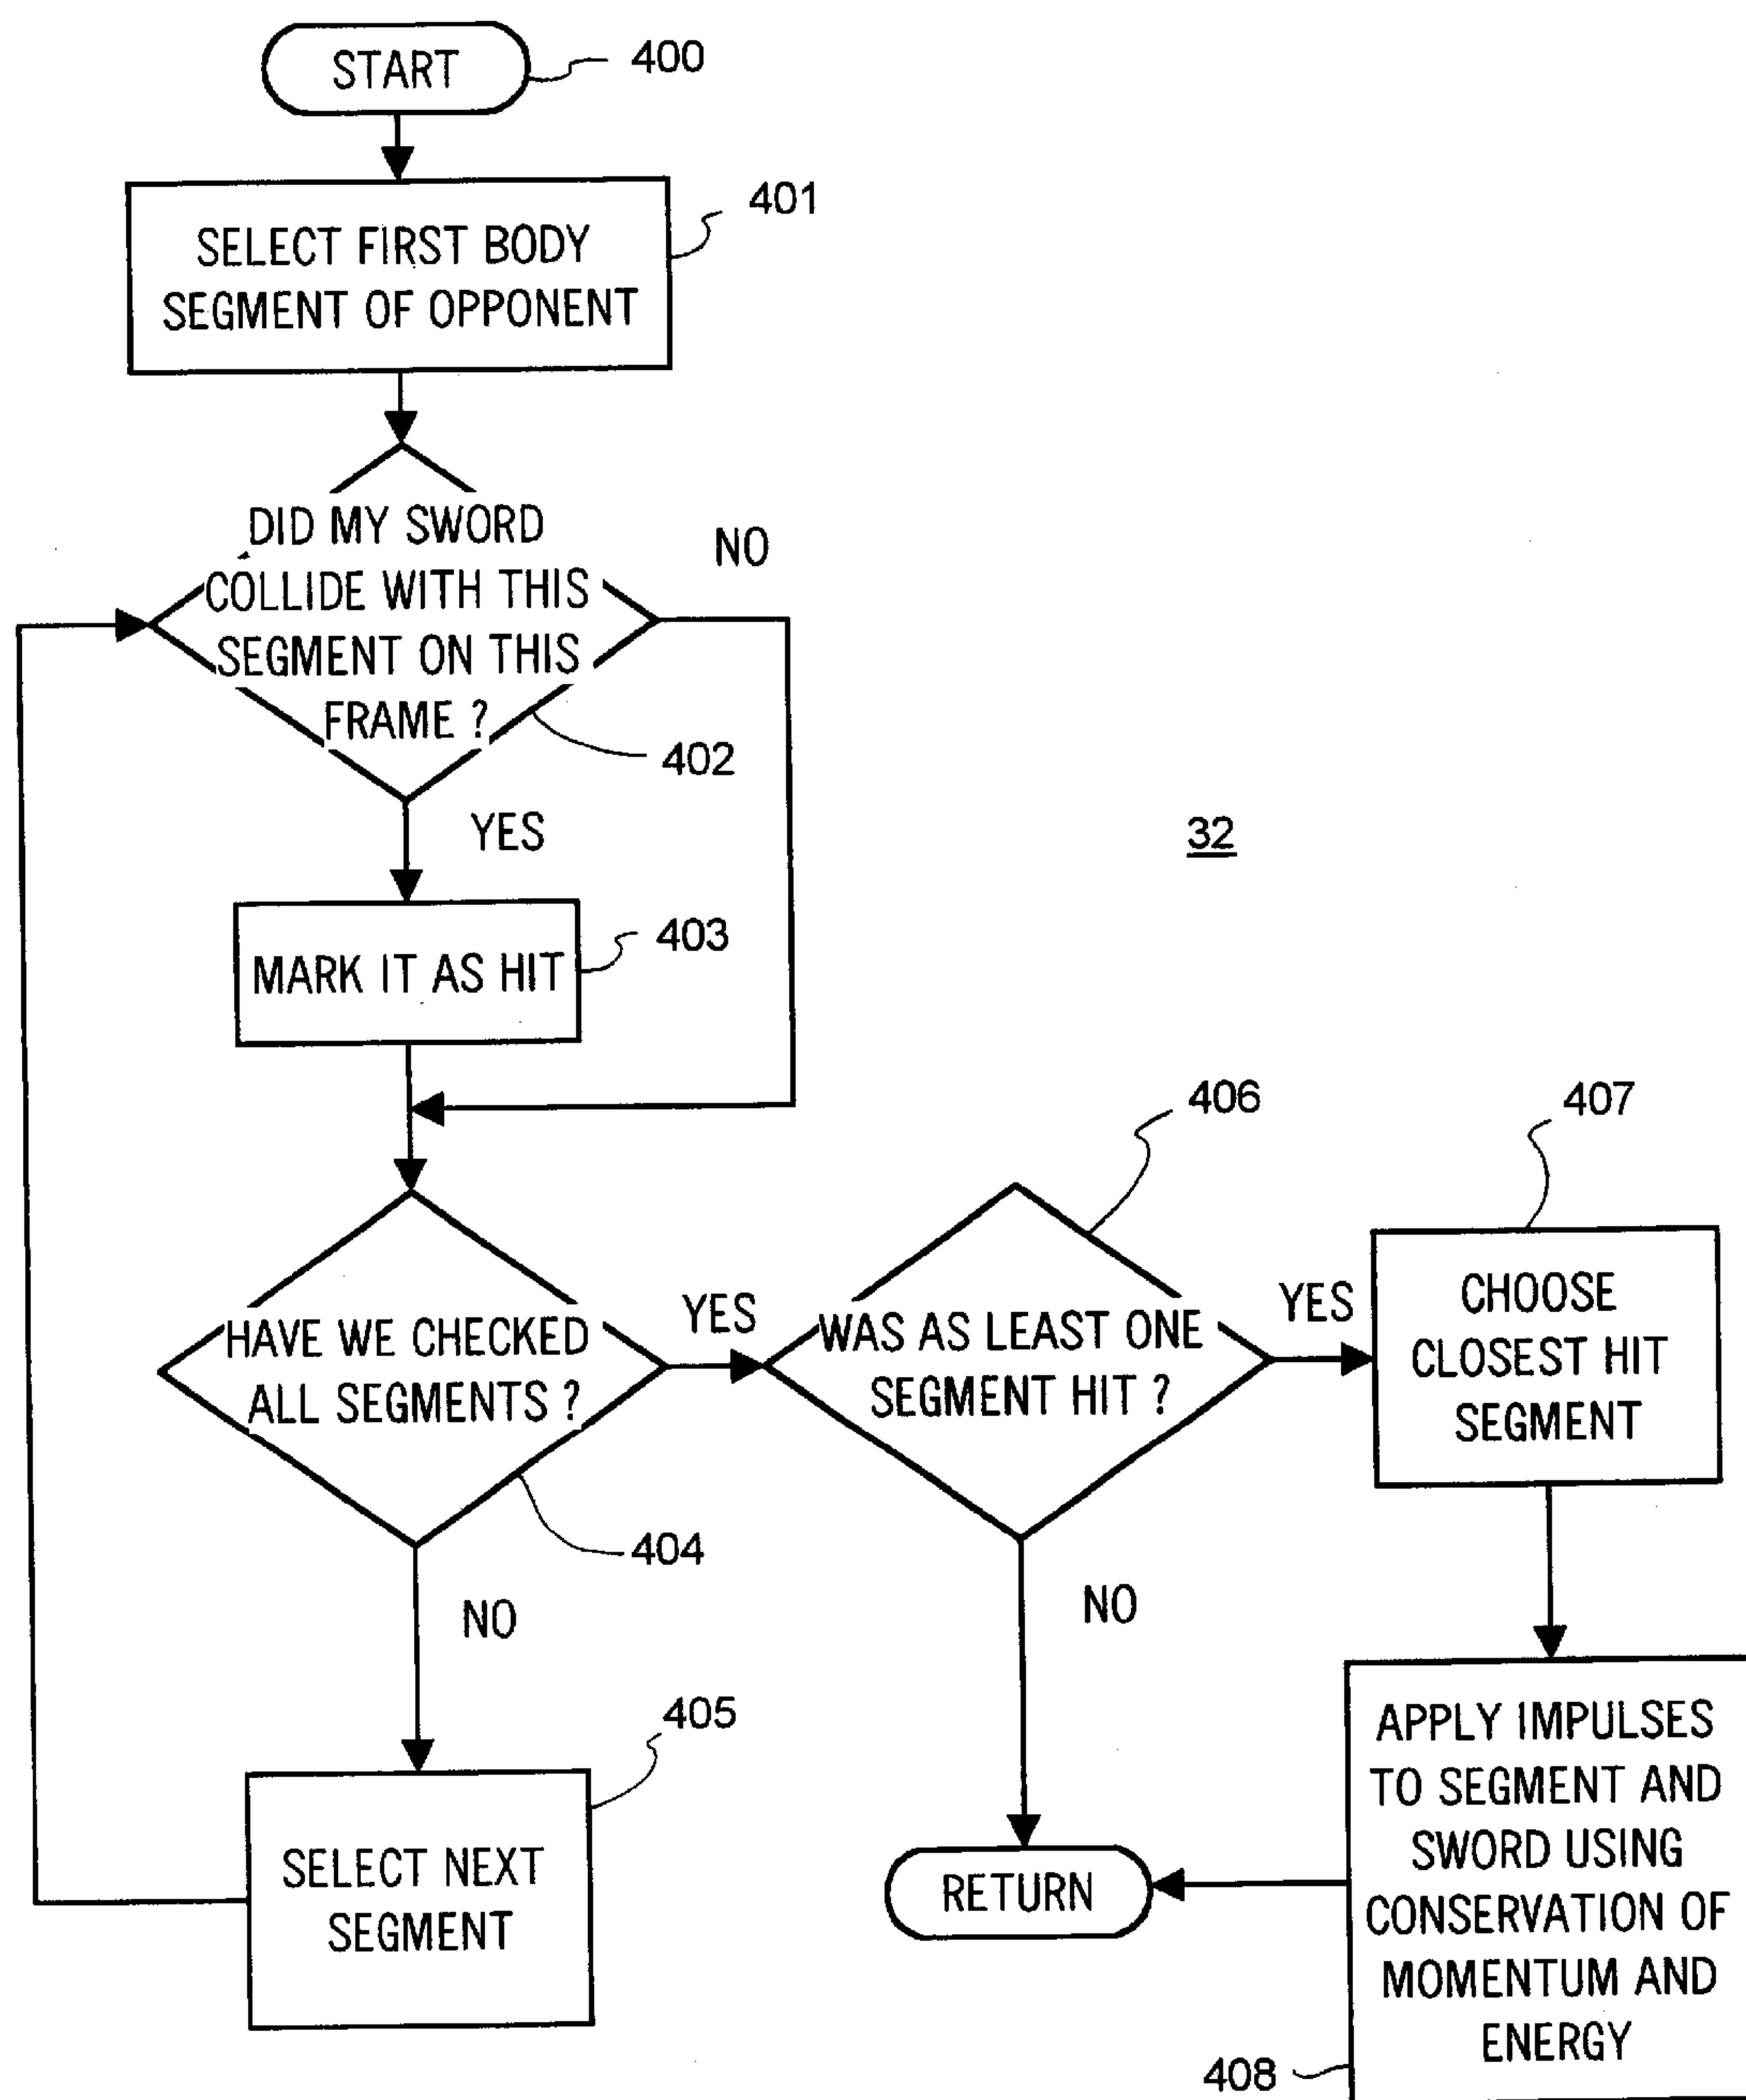 START
400
SELECT FIRST BODY
SEGMENT OF OPPONENT
401
DID MY SWORD
COLLIDE WITH THIS
SEGMENT ON THIS
FRAME ?
NO
402
YES
32
MARK IT AS HIT
403
HAVE WE CHECKED
ALL SEGMENTS ?
404
YES
406
WAS AS LEAST ONE
SEGMENT HIT ?
YES
407
CHOOSE
CLOSEST HIT
SEGMENT
NO
405
SELECT NEXT
SEGMENT
NO
RETURN
APPLY IMPULSES
TO SEGMENT AND
SWORD USING
CONSERVATION OF
MOMENTUM AND
ENERGY
408